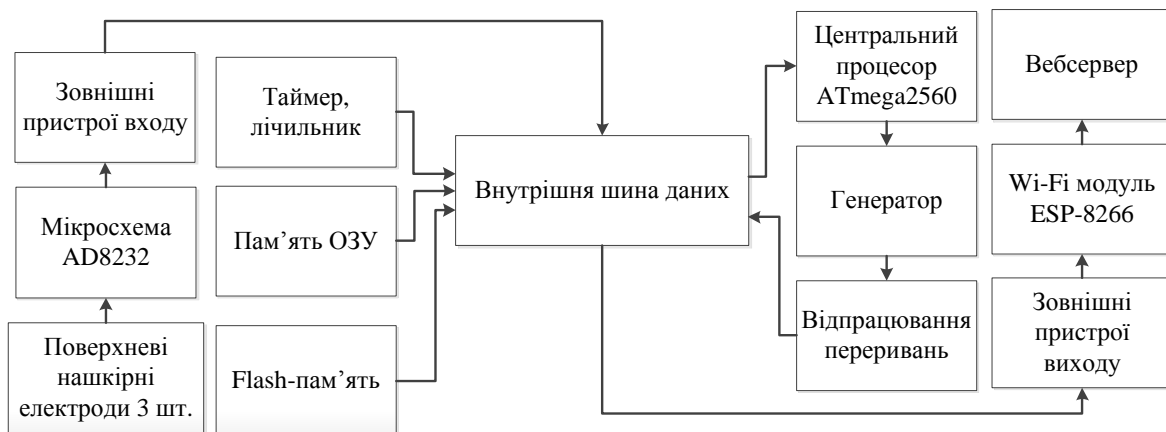 Зовнішні
пристрої входу
Мікросхема
AD8232
Поверхневі
нашкірні
електроди 3 шт.
Таймер,
лічильник
Пам’ять ОЗУ
Flash-пам’ять
Внутрішня шина даних
Центральний
процесор
ATmega2560
Генератор
Відпрацювання
переривань
Вебсервер
Wi-Fi модуль
ESP-8266
Зовнішні
пристрої
виходу